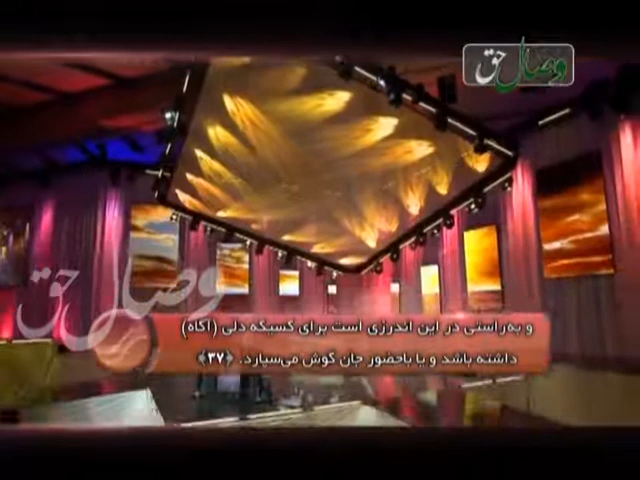 وصال حق
وصال حق
و به‌راستی در این اندرزی است برای کسیکه دلی (آگاه)
داشته باشد و یا باحضور جان گوش می‌سپارد. ﴿۳۷﴾